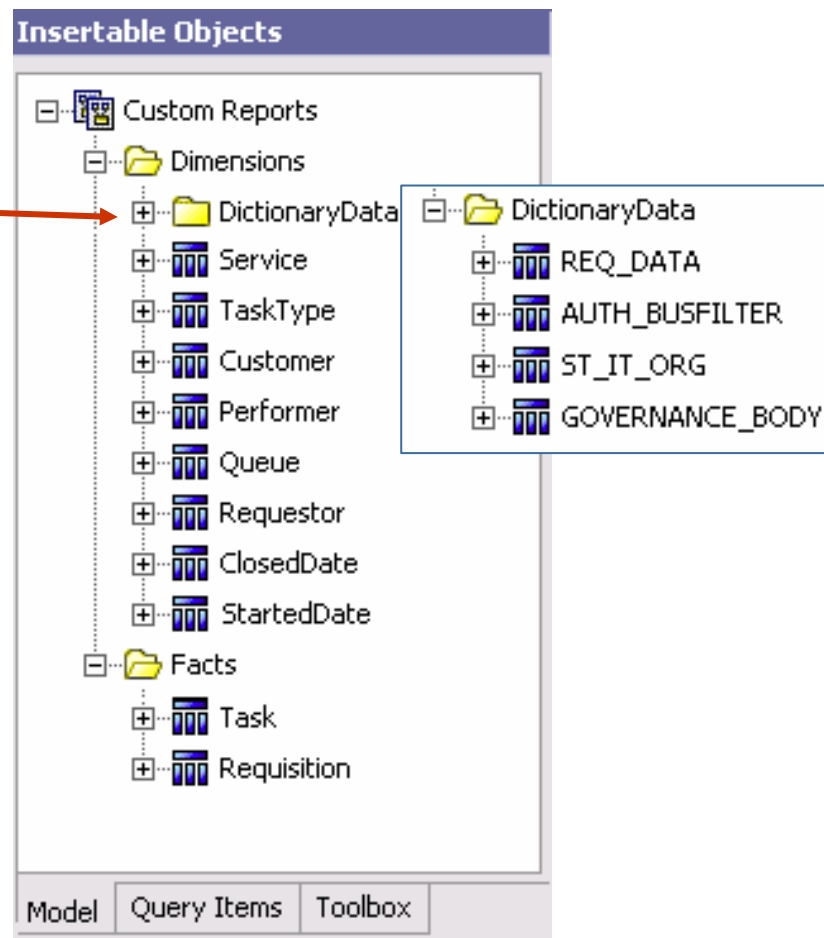 Insertable Objects
Custom Reports
Dimensions
DictionaryData
Service
TaskType
Customer
Performer
Queue
Requestor
ClosedDate
StartedDate
Facts
Task
Requisition
DictionaryData
REQ_DATA
AUTH_BUSFILTER
ST_IT_ORG
GOVERNANCE_BODY
Model Query Items Toolbox